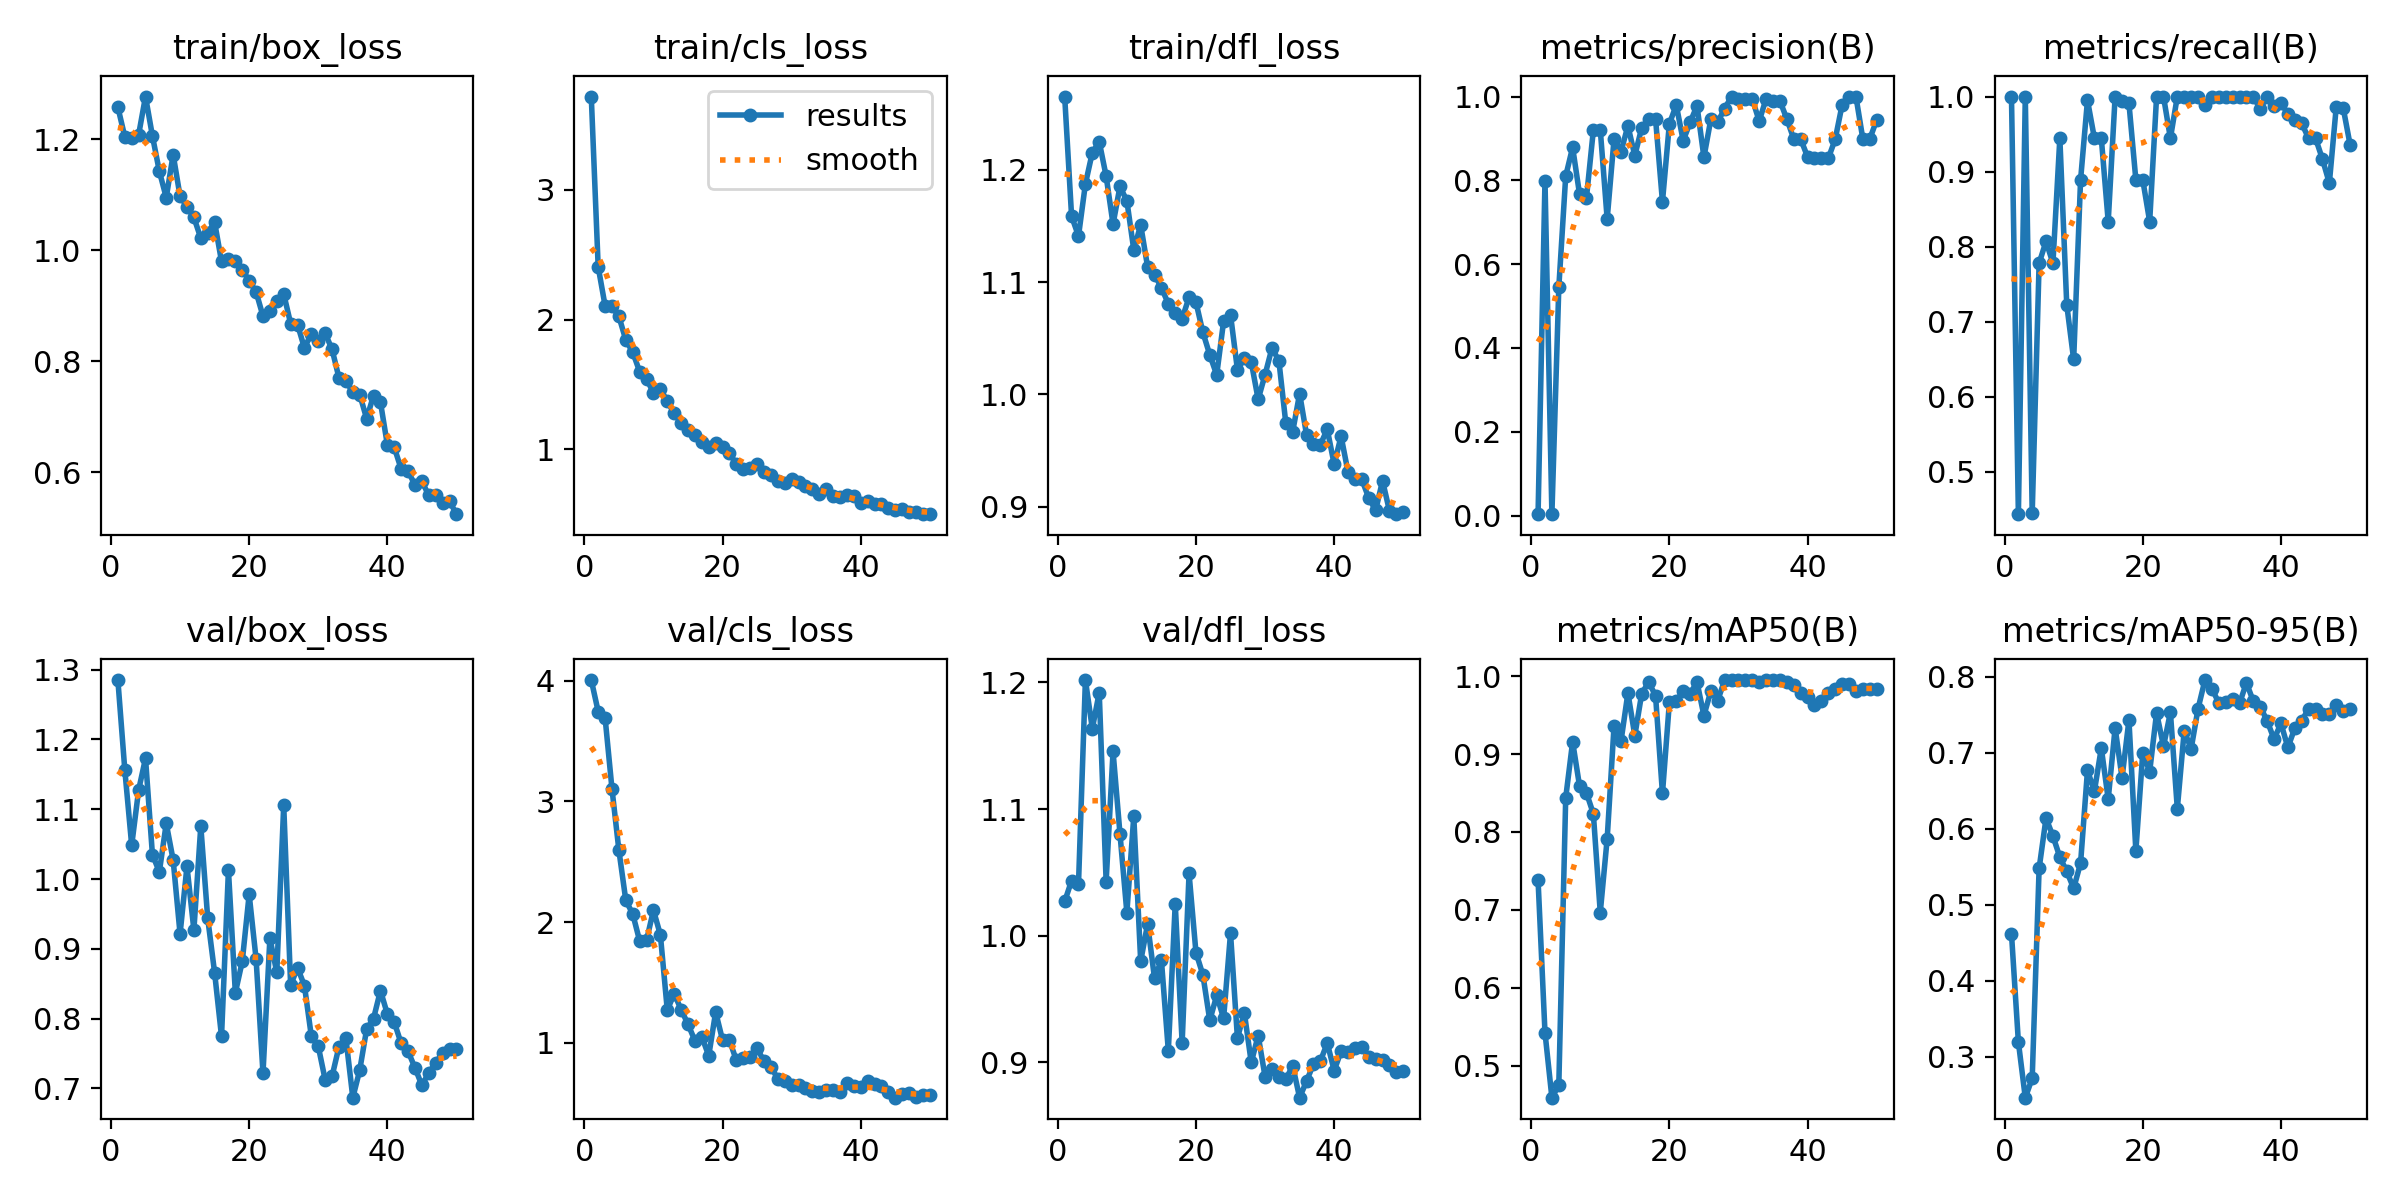 train/box_loss
1.2
1.0
0.8
0.6
0 20 40
train/cls_loss
results
smooth
3
2
1
0 20 40
train/dfl_loss
1.2
1.1
1.0
0.9
0 20 40
metrics/precision(B)
1.0
0.8
0.6
0.4
0.2
0.0
0 20 40
metrics/recall(B)
1.0
0.9
0.8
0.7
0.6
0.5
0 20 40
val/box_loss
1.3
1.2
1.1
1.0
0.9
0.8
0.7
0 20 40
val/cls_loss
4
3
2
1
0 20 40
val/dfl_loss
1.2
1.1
1.0
0.9
0 20 40
metrics/mAP50(B)
1.0
0.9
0.8
0.7
0.6
0.5
0 20 40
metrics/mAP50-95(B)
0.8
0.7
0.6
0.5
0.4
0.3
0 20 40